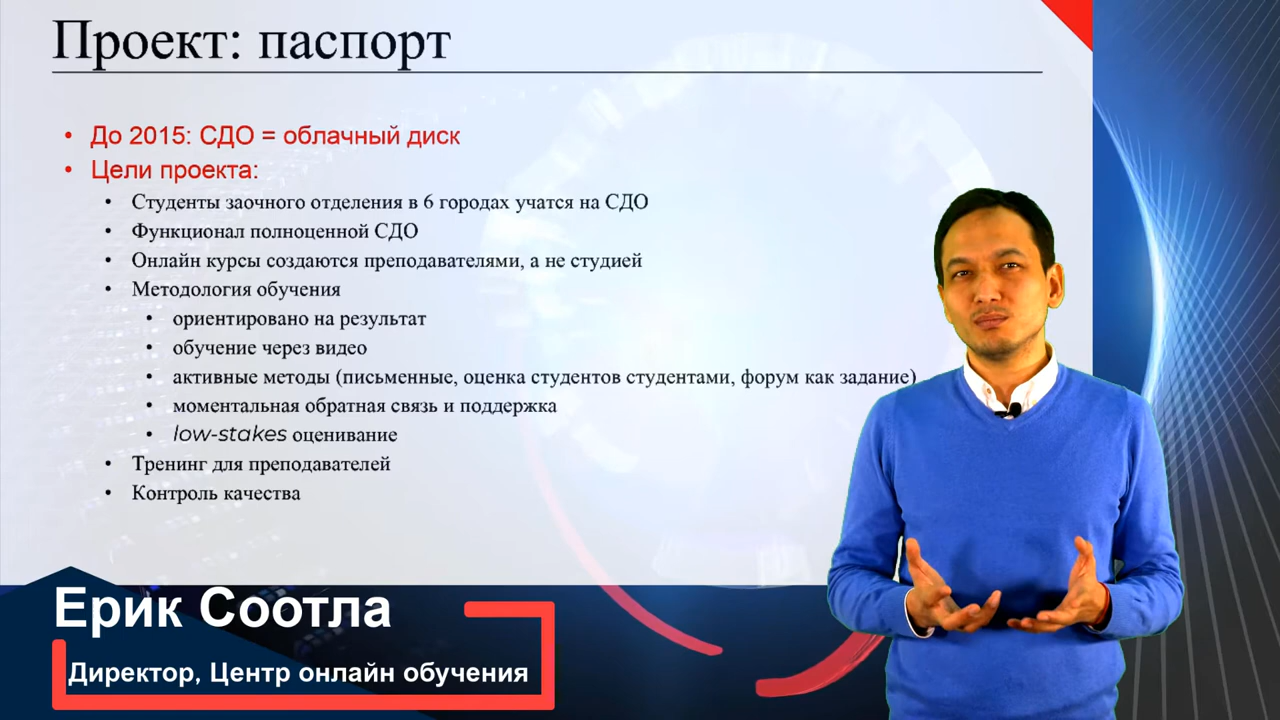 Проект: паспорт
• До 2015: СДО = облачный диск
• Цели проекта:
• Студенты заочного отделения в 6 городах учатся на СДО
• Функционал полноценной СДО
• Онлайн курсы создаются преподавателями, а не студией
• Методология обучения
• ориентировано на результат
• обучение через видео
• активные методы (письменные, оценка студентов студентами, форум как задание)
• моментальная обратная связь и поддержка
• low-stakes оценивание
• Тренинг для преподавателей
• Контроль качества
Ерик Соотла
Директор, Центр онлайн обучения